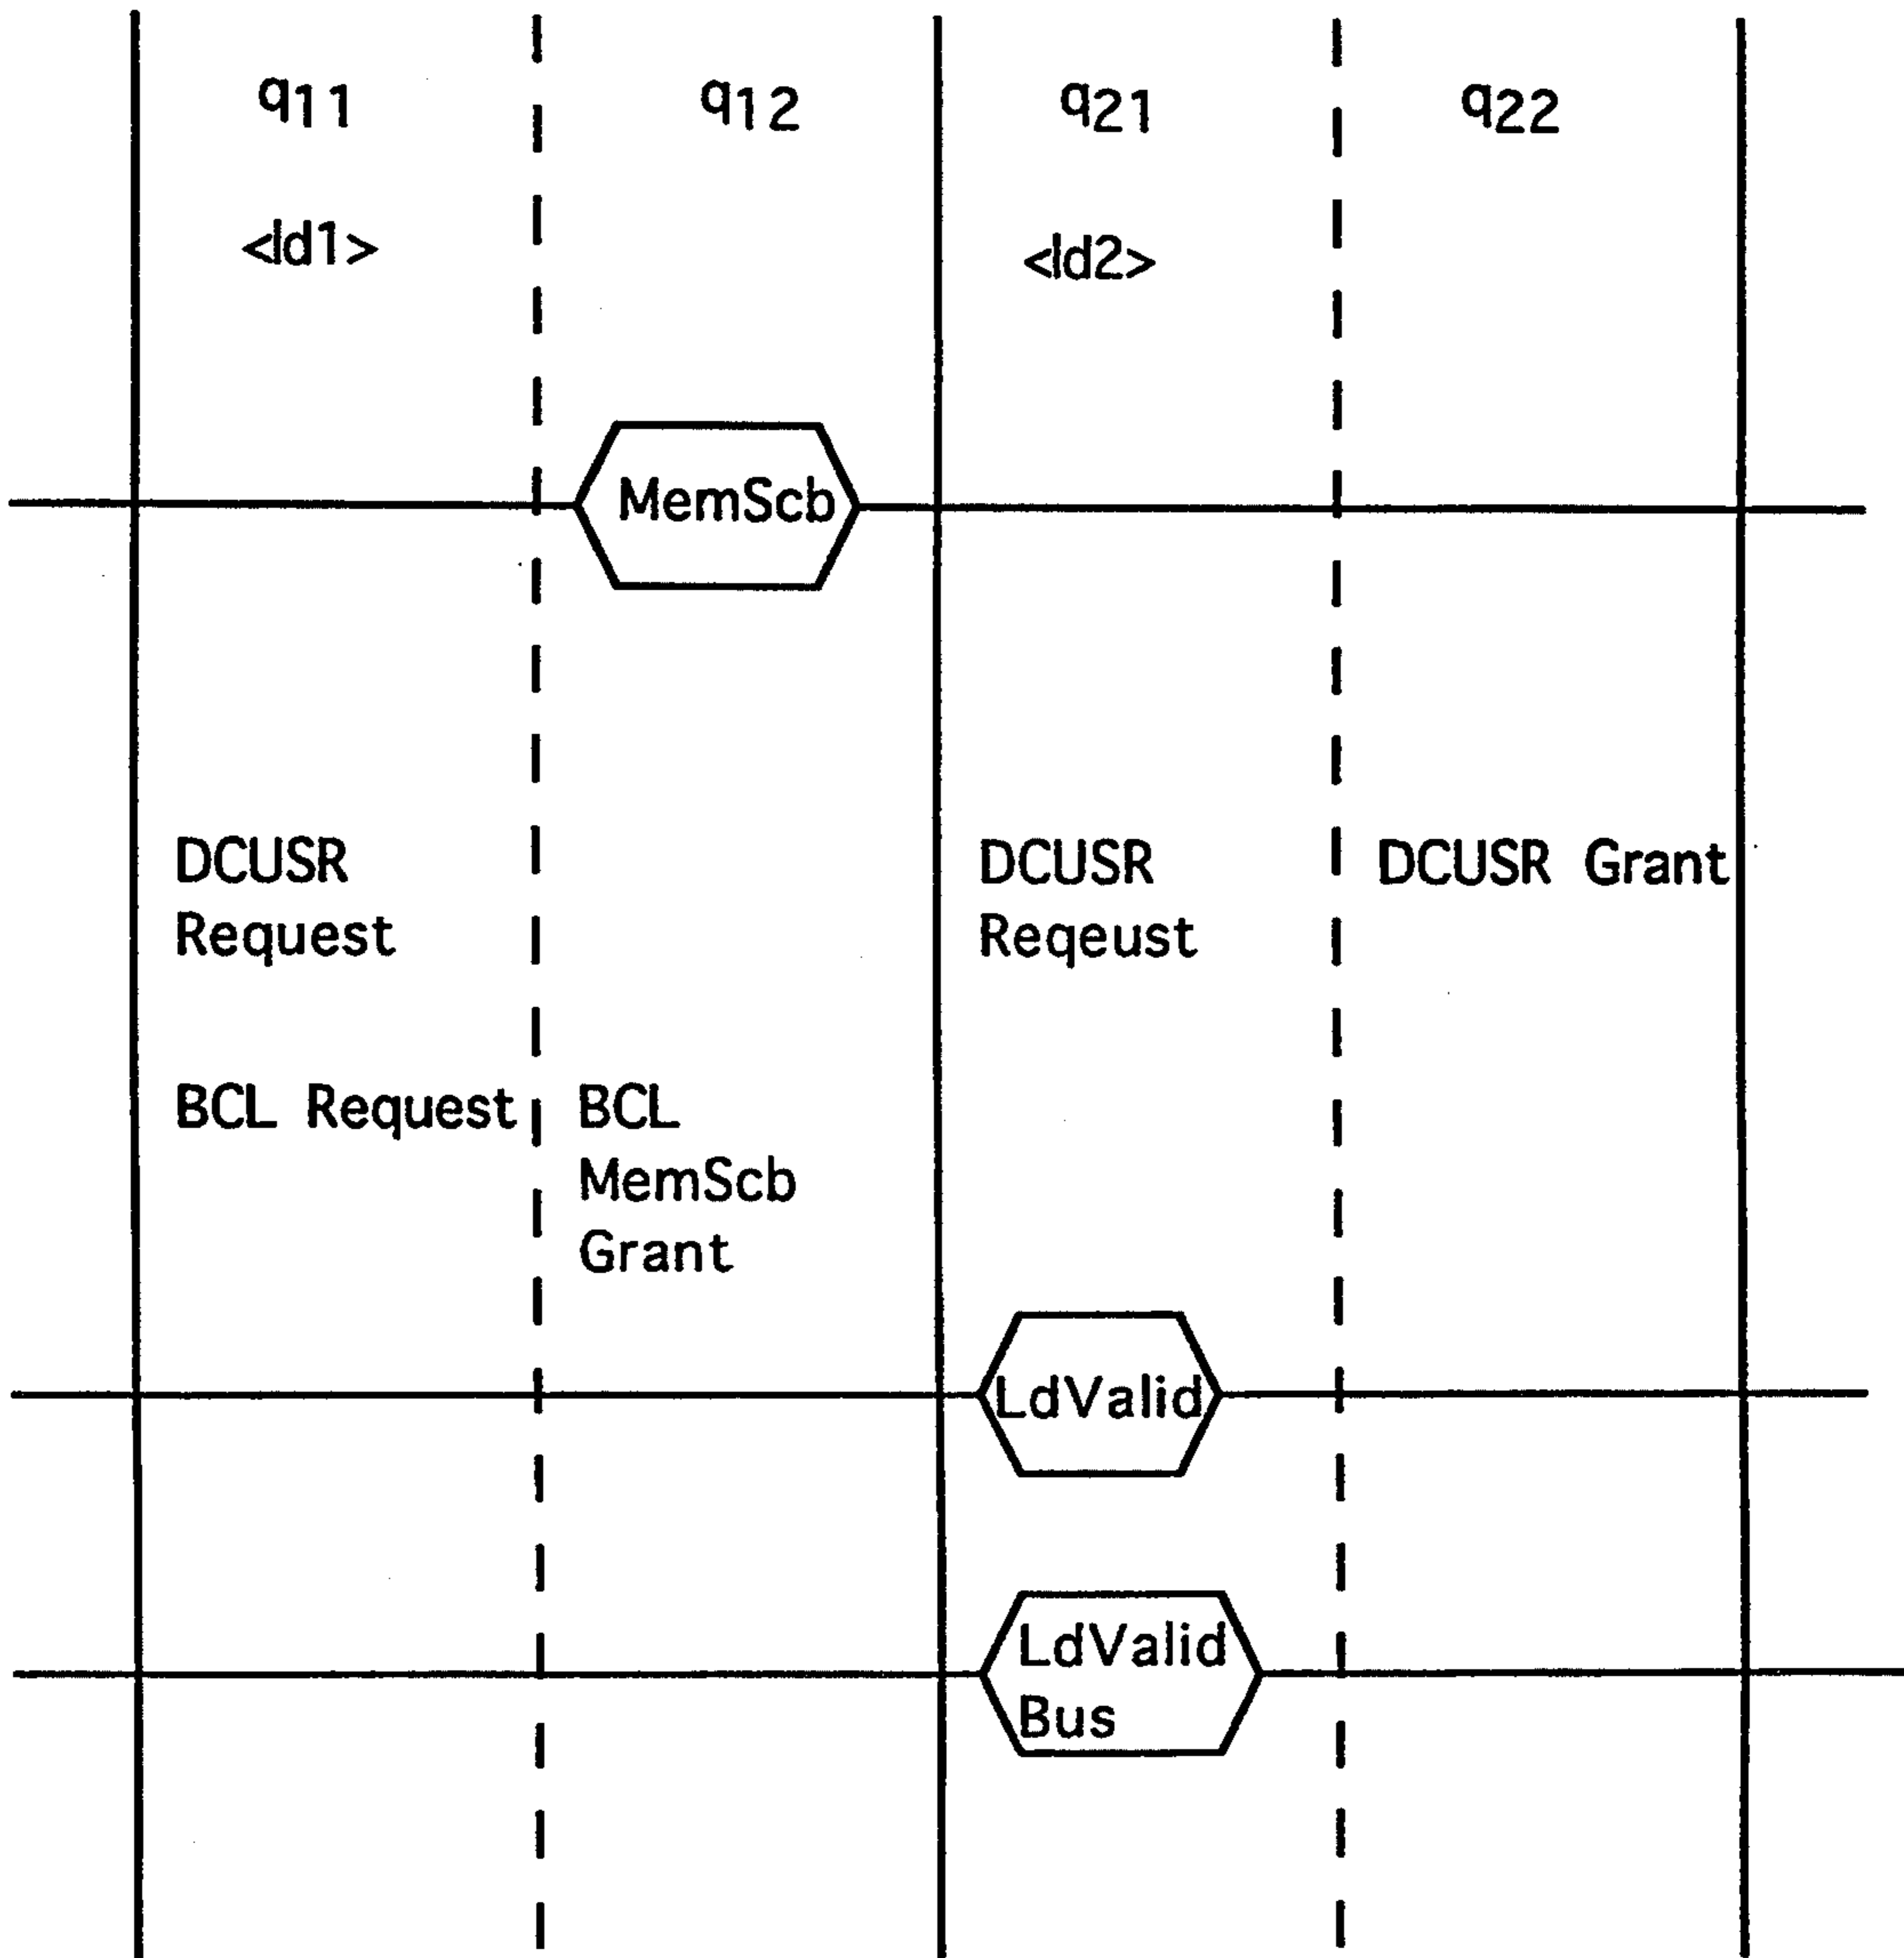 q11 q12 q21 q22
<ld1> <ld2>
MemScb
DCUSR DCUSR DCUSR Grant
Request Reqeust
BCL Request BCL
MemScb
Grant
LdValid
LdValid
Bus